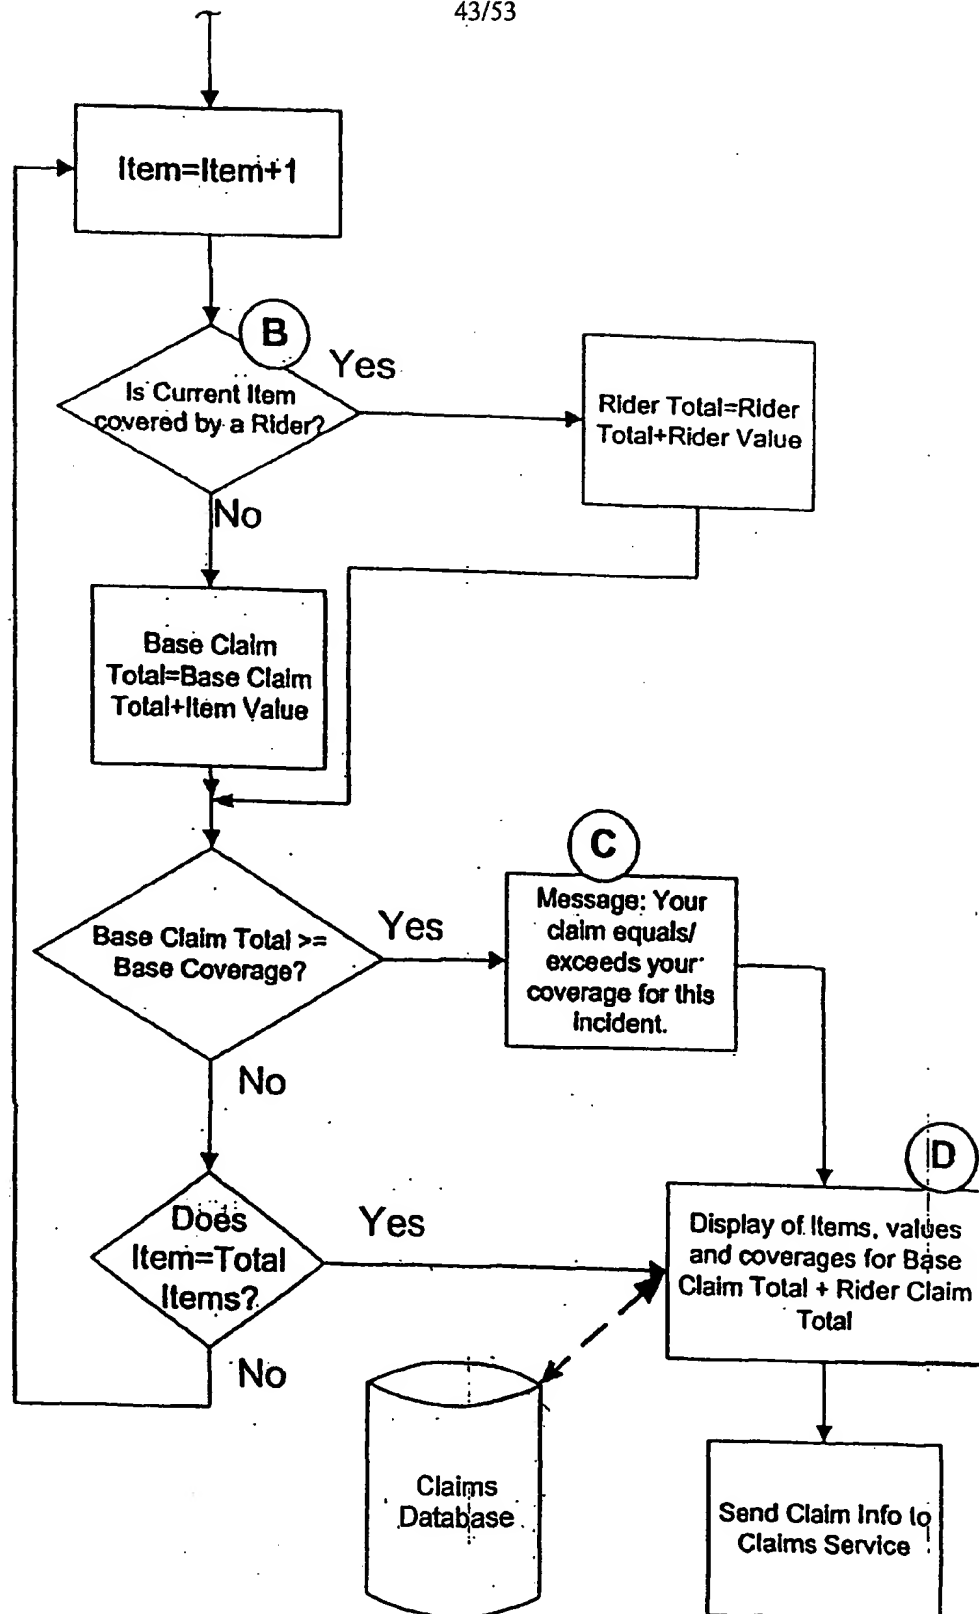 43/53
Item=Item+1
B
Yes
Is Current Item
covered by a Rider?
Rider Total=Rider
Total+Rider Value
No
Base Claim
Total=Base Claim
Total+Item Value
C
Message: Your
claim equals/
exceeds your
coverage for this
incident.
Yes
Base Claim Total >=
Base Coverage?
No
D
Does
Item=Total
Items?
Yes
Display of Items, values
and coverages for Base
Claim Total + Rider Claim
Total
No
Claims
Database
Send Claim Info to
Claims Service